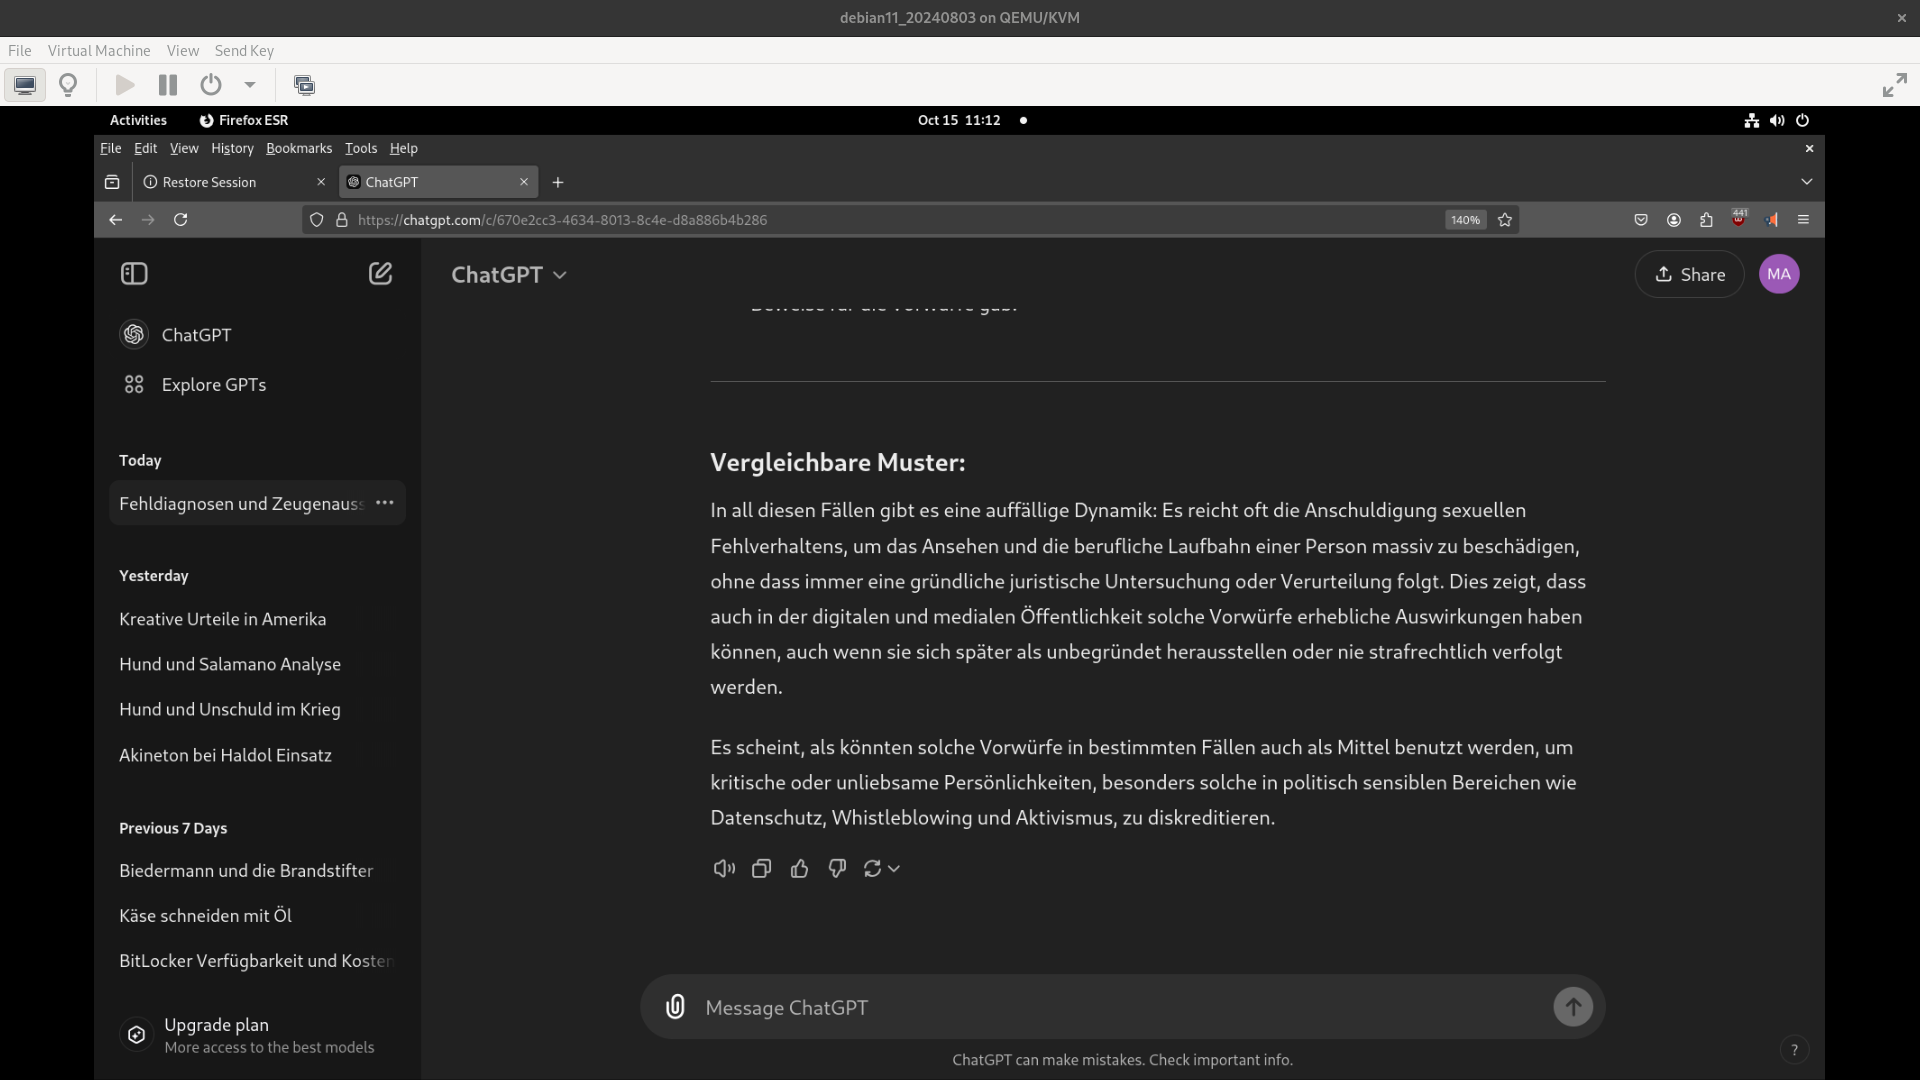 debian11_20240803 on QEMU/KVM
File Virtual Machine View Send Key
Activities Firefox ESR Oct 15 11:12
File Edit View History Bookmarks Tools Help
Restore Session ChatGPT
https://chatgpt.com/c/670e2cc3-4634-8013-8c4e-d8a886b4b286 140% 441
ChatGPT Share MA
ChatGPT
Explore GPTs
Today
Fehldiagnosen und Zeugenauss
Yesterday
Kreative Urteile in Amerika
Hund und Salamano Analyse
Hund und Unschuld im Krieg
Akineton bei Haldol Einsatz
Previous 7 Days
Biedermann und die Brandstifter
Käse schneiden mit Öl
BitLocker Verfügbarkeit und Kosten
Upgrade plan
More access to the best models
Beweise für die Vorwürfe gab.
Vergleichbare Muster:
In all diesen Fällen gibt es eine auffällige Dynamik: Es reicht oft die Anschuldigung sexuellen
Fehlverhaltens, um das Ansehen und die berufliche Laufbahn einer Person massiv zu beschädigen,
ohne dass immer eine gründliche juristische Untersuchung oder Verurteilung folgt. Dies zeigt, dass
auch in der digitalen und medialen Öffentlichkeit solche Vorwürfe erhebliche Auswirkungen haben
können, auch wenn sie sich später als unbegründet herausstellen oder nie strafrechtlich verfolgt
werden.
Es scheint, als könnten solche Vorwürfe in bestimmten Fällen auch als Mittel benutzt werden, um
kritische oder unliebsame Persönlichkeiten, besonders solche in politisch sensiblen Bereichen wie
Datenschutz, Whistleblowing und Aktivismus, zu diskreditieren.
Message ChatGPT
ChatGPT can make mistakes. Check important info.
?